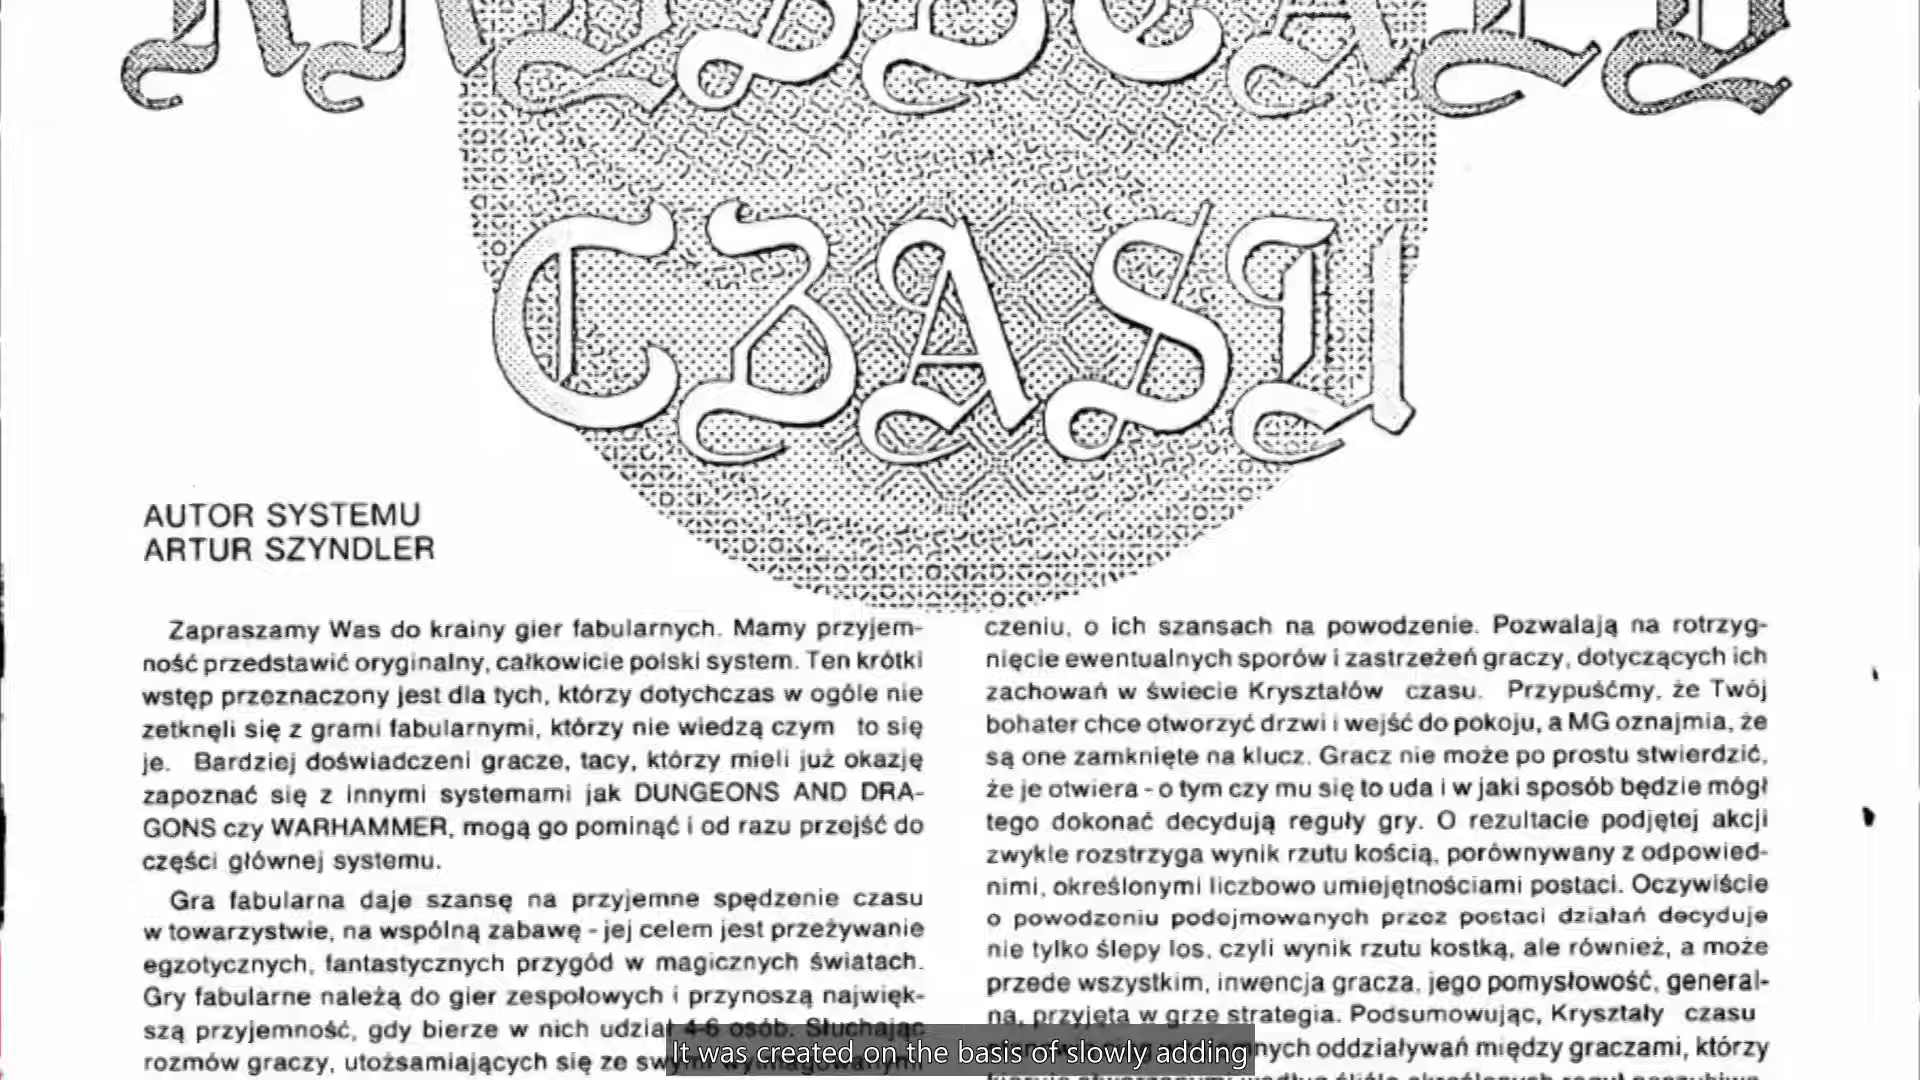 KRYSZTAŁY
CZASU
AUTOR SYSTEMU
ARTUR SZYNDLER
Zapraszamy Was do krainy gier fabularnych. Mamy przyjem-
ność przedstawić oryginalny, całkowicie polski system. Ten krótki
wstęp przeznaczony jest dla tych, którzy dotychczas w ogóle nie
zetknęli się z grami fabularnymi, którzy nie wiedzą czym to się
je. Bardziej doświadczeni gracze, tacy, którzy mieli już okazję
zapoznać się z innymi systemami jak DUNGEONS AND DRA-
GONS czy WARHAMMER, mogą go pominąć i od razu przejść do
części głównej systemu.
Gra fabularna daje szansę na przyjemne spędzenie czasu
w towarzystwie, na wspólną zabawę - jej celem jest przeżywanie
egzotycznych, fantastycznych przygód w magicznych światach.
Gry fabularne należą do gier zespołowych i przynoszą najwięk-
szą przyjemność, gdy bierze w nich udział 4-6 osób. Słuchając
rozmów graczy, utożsamiających się ze
czeniu, o ich szansach na powodzenie. Pozwalają na rotrzyg-
nięcie ewentualnych sporów i zastrzeżeń graczy, dotyczących ich
zachowań w świecie Kryształów czasu. Przypuśćmy, że Twój
bohater chce otworzyć drzwi i wejść do pokoju, a MG oznajmia, że
są one zamknięte na klucz. Gracz nie może po prostu stwierdzić,
że je otwiera - o tym czy mu się to uda i w jaki sposób będzie mógł
tego dokonać decydują reguły gry. O rezultacie podjętej akcji
zwykle rozstrzyga wynik rzutu kością, porównywany z odpowied-
nimi, określonymi liczbowo umiejętnościami postaci. Oczywiście
o powodzeniu podejmowanych przez postaci działań decyduje
nie tylko ślepy los, czyli wynik rzutu kostką, ale również, a może
przede wszystkim, inwencja gracza, jego pomysłowość, general-
na, przyjęta w grze strategia. Podsumowując, Kryształy czasu
oddziaływań między graczami, którzy
It was created on the basis of slowly adding